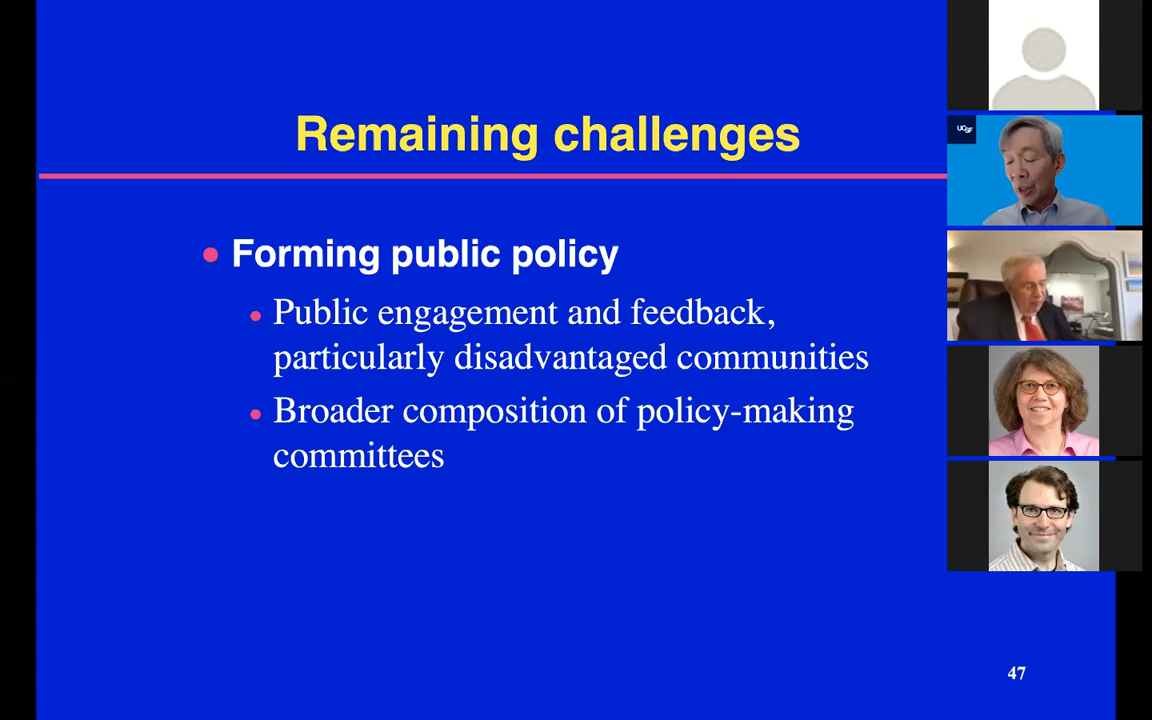 Remaining challenges
UCSF
• Forming public policy
• Public engagement and feedback,
particularly disadvantaged communities
• Broader composition of policy-making
committees
47